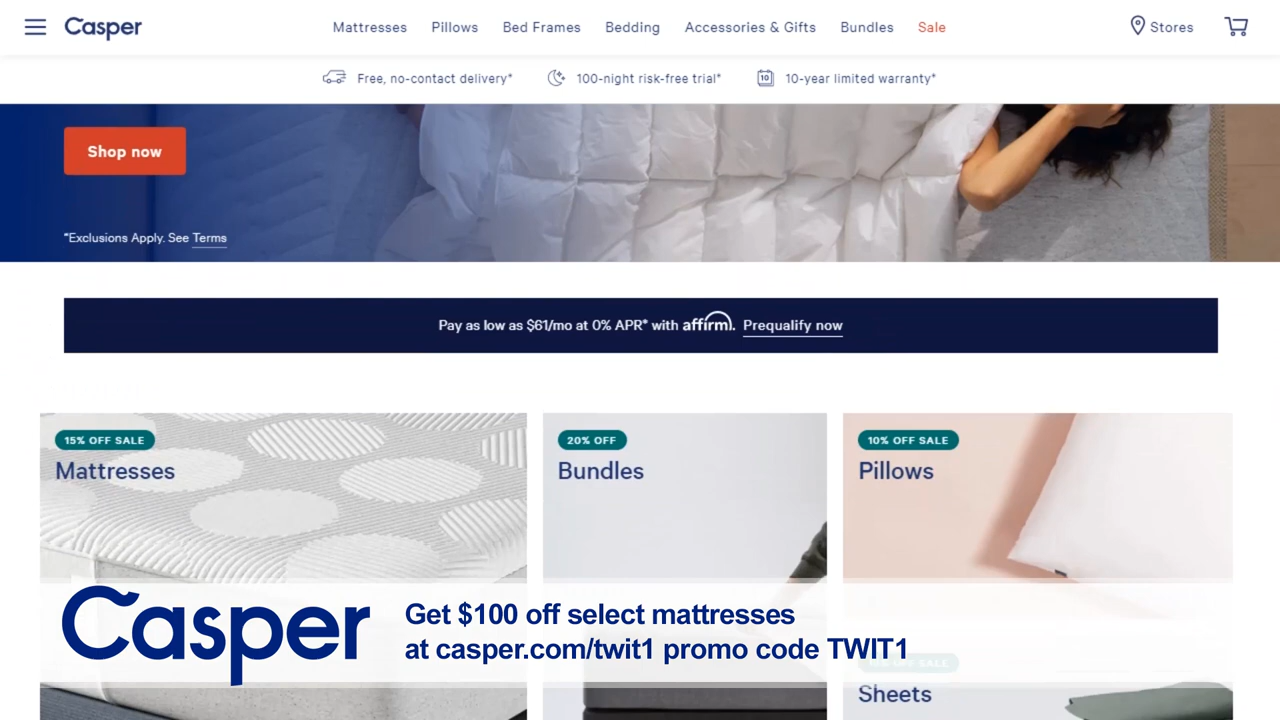 Casper
Mattresses Pillows Bed Frames Bedding Accessories & Gifts Bundles Sale
Stores
Free, no-contact delivery*
100-night risk-free trial*
10
10-year limited warranty*
Shop now
*Exclusions Apply. See Terms
Pay as low as $61/mo at 0% APR* with affirm. Prequalify now
15% OFF SALE
Mattresses
20% OFF
Bundles
10% OFF SALE
Pillows
Casper
Get $100 off select mattresses
at casper.com/twit1 promo code TWIT1
OFF SALE
Sheets